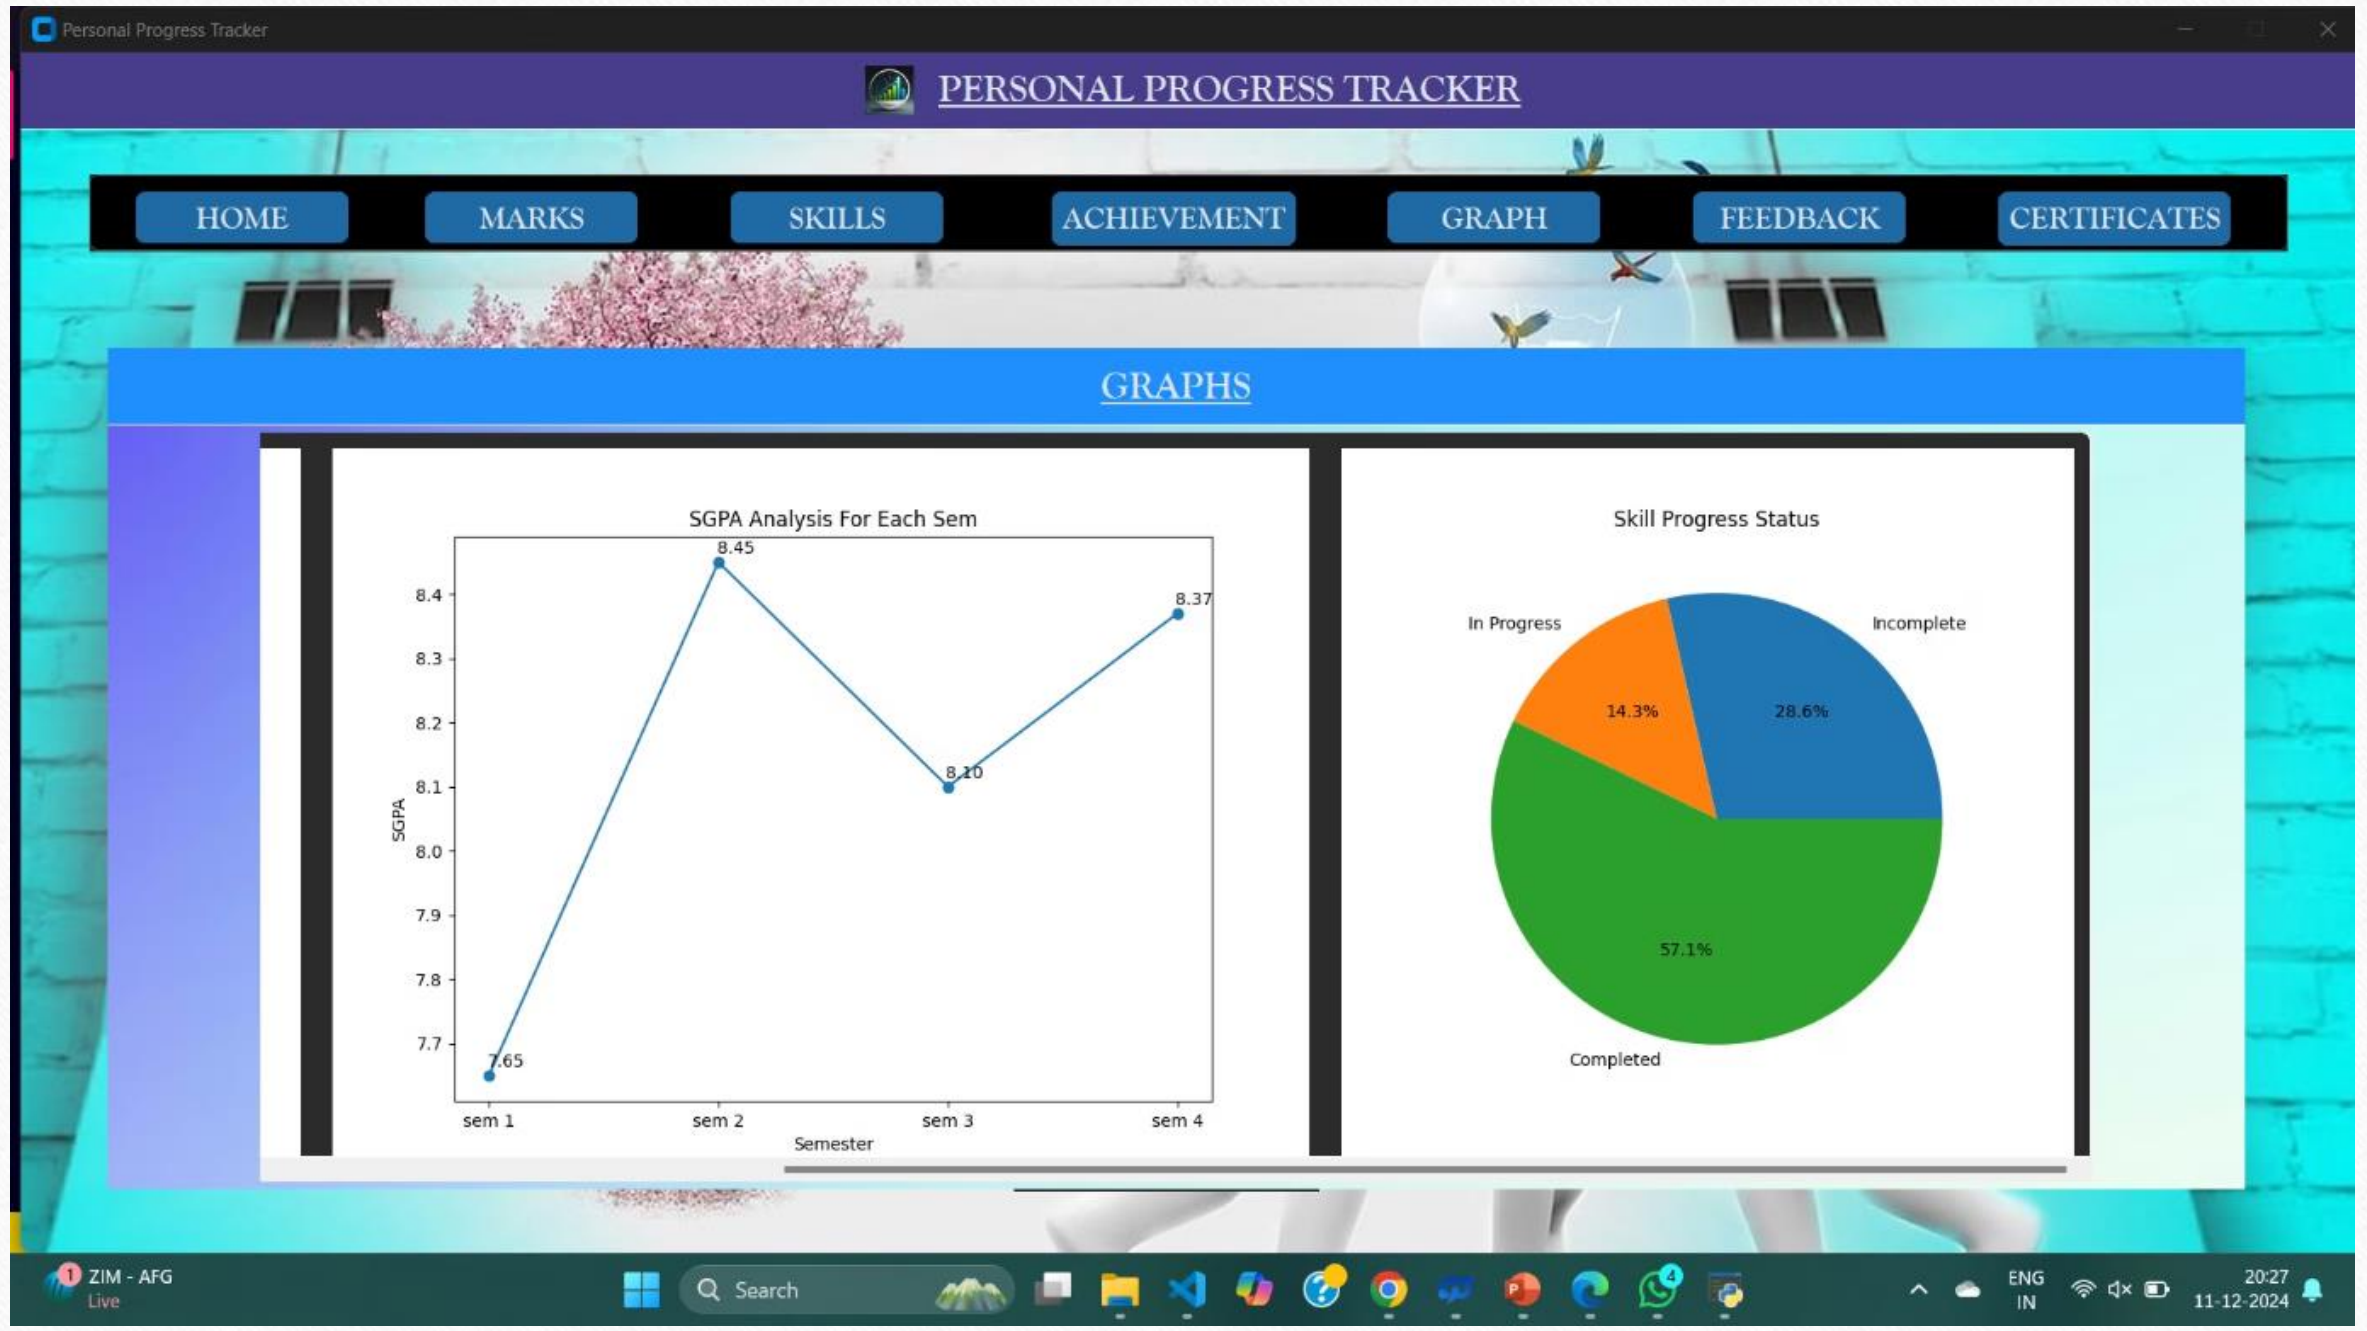 Personal Progress Tracker
PERSONAL PROGRESS TRACKER
HOME MARKS SKILLS ACHIEVEMENT GRAPH FEEDBACK CERTIFICATES
GRAPHS
SGPA Analysis For Each Sem
8.45
8.37
8.10
7.65
8.4
8.3
8.2
8.1
8.0
7.9
7.8
7.7
SGPA
sem 1 sem 2 sem 3 sem 4
Semester
Skill Progress Status
In Progress
Incomplete
14.3%
28.6%
57.1%
Completed
1
ZIM - AFG
Live
Search
4
ENG
IN
20:27
11-12-2024